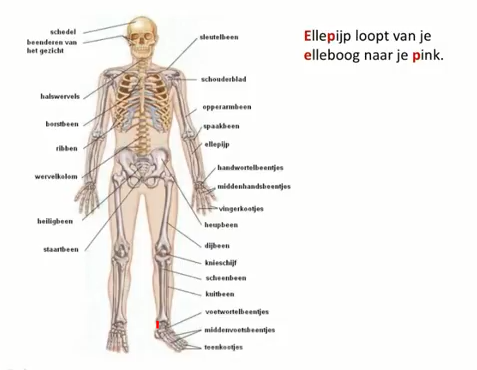 Ellepijp loopt van je
elleboog naar je pink.
schedel
beenderen van
het gezicht
halswervels
borstbeen
ribben
wervelkolom
heiligbeen
staartbeen
sleutelbeen
schouderblad
opperarmbeen
spaakbeen
ellepijp
handwortelbeentjes
middenhandsbeentjes
vingerkootjes
heupbeen
dijbeen
knieschijf
scheenbeen
kuitbeen
voetwortelbeentjes
middenvoetsbeentjes
teenkootjes